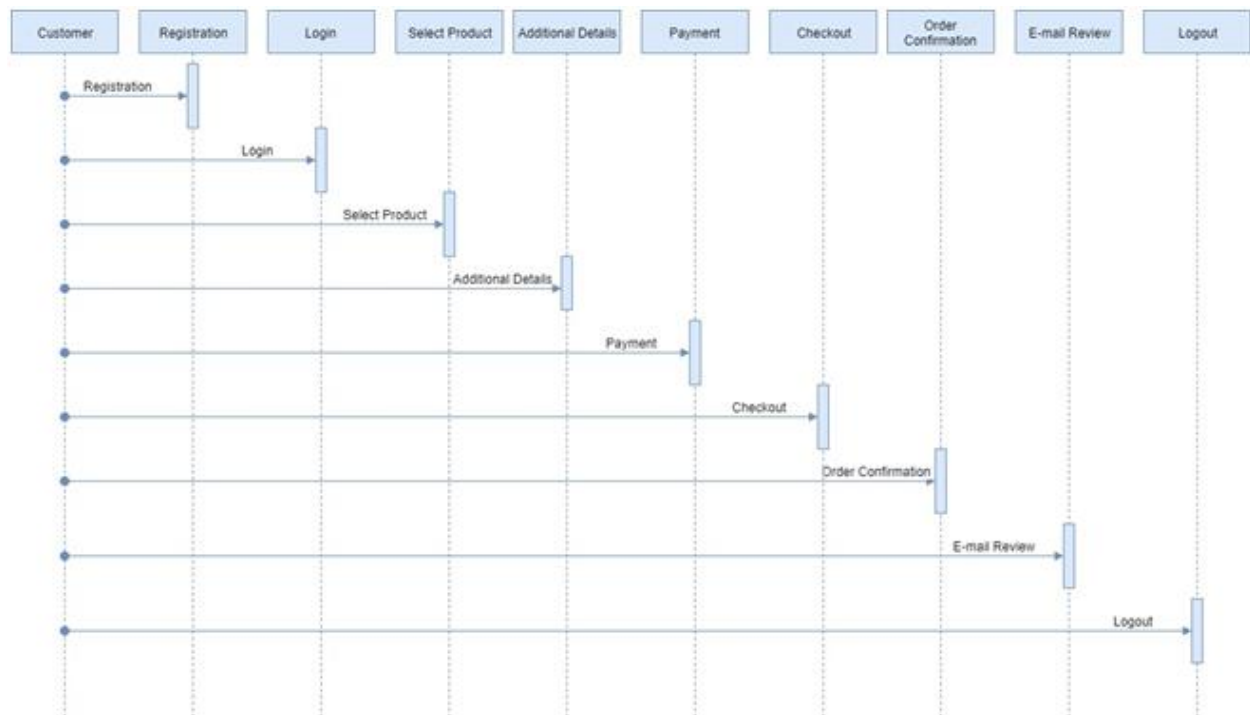 Customer
Registration
Login
Select Product
Additional Details
Payment
Checkout
Order
Confirmation
E-mail Review
Logout
Registration
Login
Select Product
Additional Details
Payment
Checkout
Order Confirmation
E-mail Review
Logout